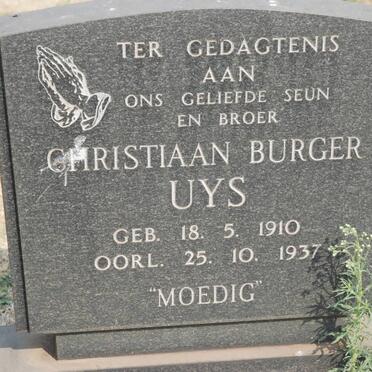 TER GEDAGTENIS
AAN
ONS GELIEFDE SEUN
EN BROER
CHRISTIAAN BURGER
UYS
GEB. 18. 5. 1910
OORL. 25. 10. 1937
"MOEDIG"